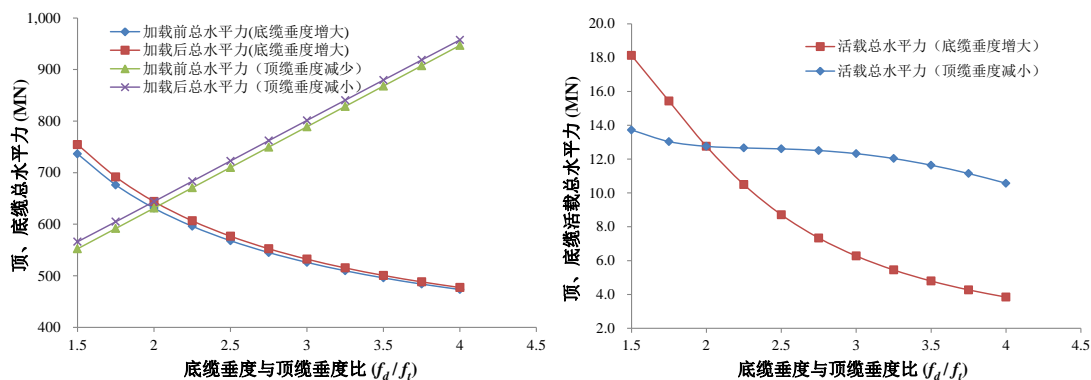 1,000
900
800
700
600
500
400
顶、底缆总水平力 (MN)
加载前总水平力(底缆垂度增大)
加载后总水平力(底缆垂度增大)
加载前总水平力（顶缆垂度减少）
加载后总水平力（顶缆垂度减小）
1.5 2 2.5 3 3.5 4 4.5
底缆垂度与顶缆垂度比 (fd / ft)
20.0
18.0
16.0
14.0
12.0
10.0
8.0
6.0
4.0
2.0
顶、底缆活载总水平力 (MN)
活载总水平力（底缆垂度增大）
活载总水平力（顶缆垂度减小）
1.5 2 2.5 3 3.5 4 4.5
底缆垂度与顶缆垂度比 (fd / ft)